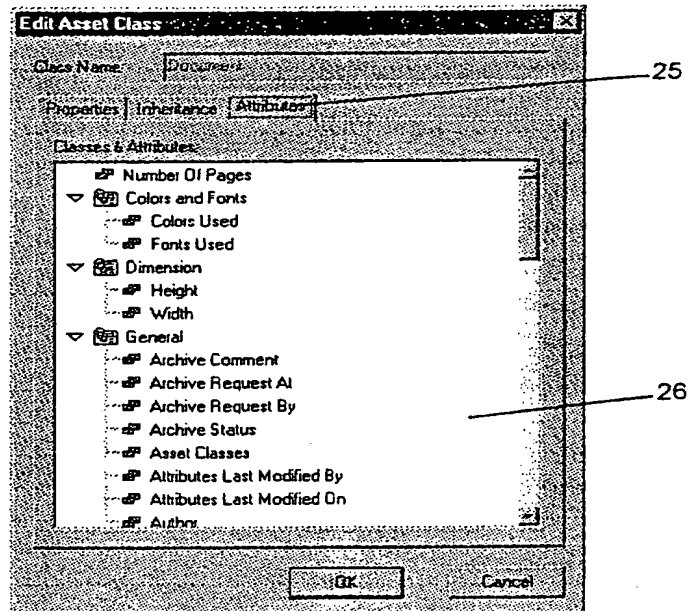 Edit Asset Class
Class Name: Document
25
Properties Inheritance Attributes
Classes & Attributes:
Number Of Pages
Colors and Fonts
Colors Used
Fonts Used
Dimension
Height
Width
General
Archive Comment
Archive Request At
Archive Request By
26
Archive Status
Asset Classes
Attributes Last Modified By
Attributes Last Modified On
Author
OK Cancel